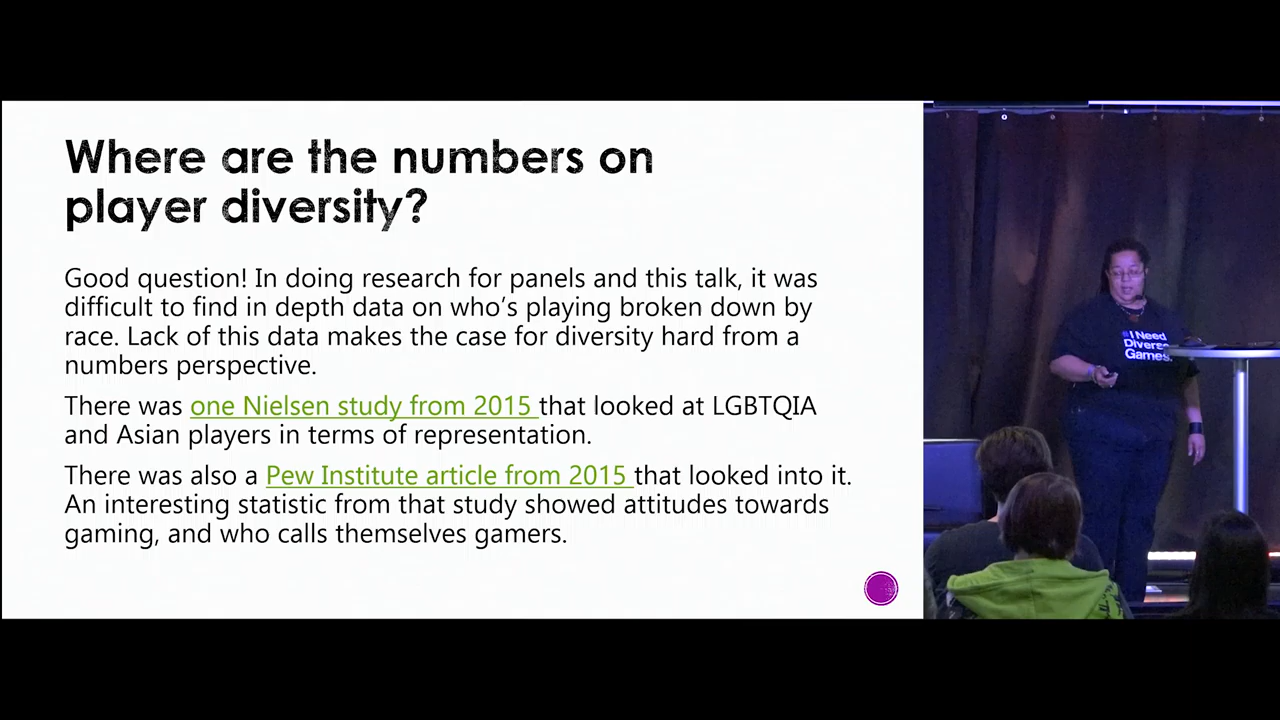 Where are the numbers on
player diversity?
Good question! In doing research for panels and this talk, it was
difficult to find in depth data on who’s playing broken down by
race. Lack of this data makes the case for diversity hard from a
numbers perspective.
There was one Nielsen study from 2015 that looked at LGBTQIA
and Asian players in terms of representation.
There was also a Pew Institute article from 2015 that looked into it.
An interesting statistic from that study showed attitudes towards
gaming, and who calls themselves gamers.
#I Need
Diverse
Games.